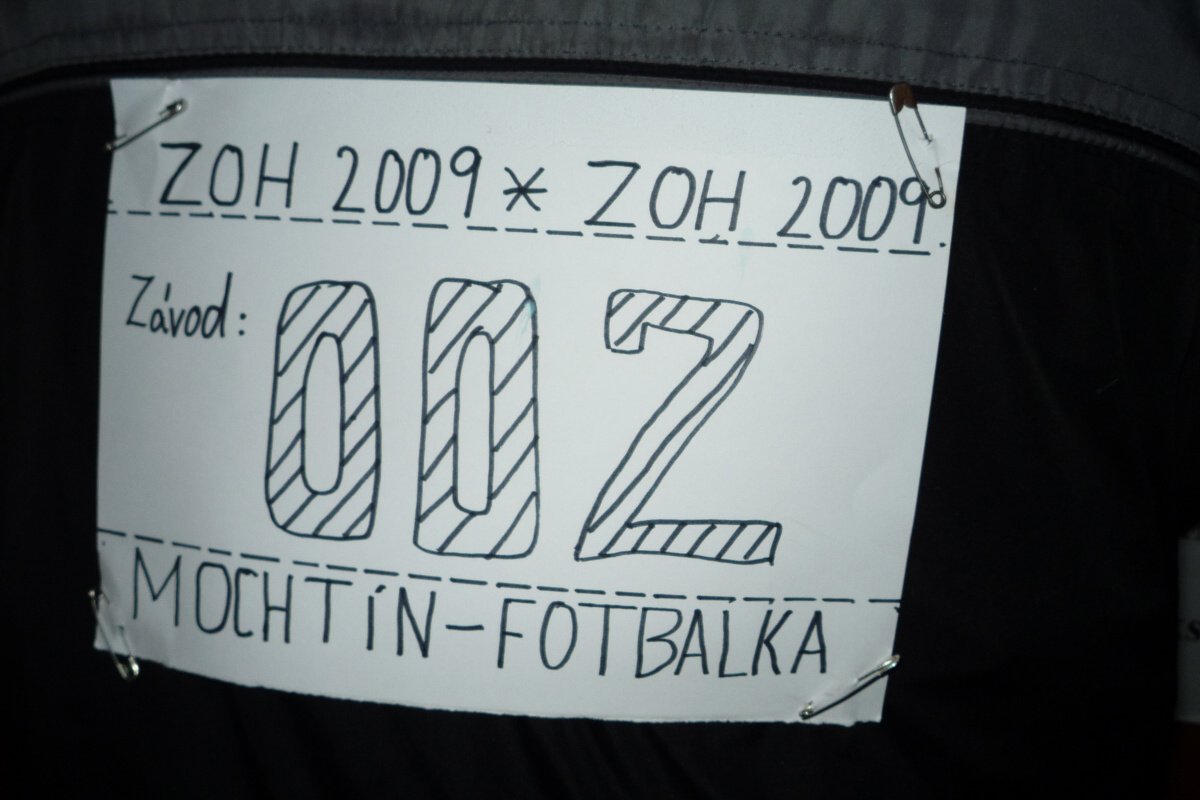 ZOH 2009 * ZOH 2009
Závod: 002
MOCHTÍN-FOTBALKA